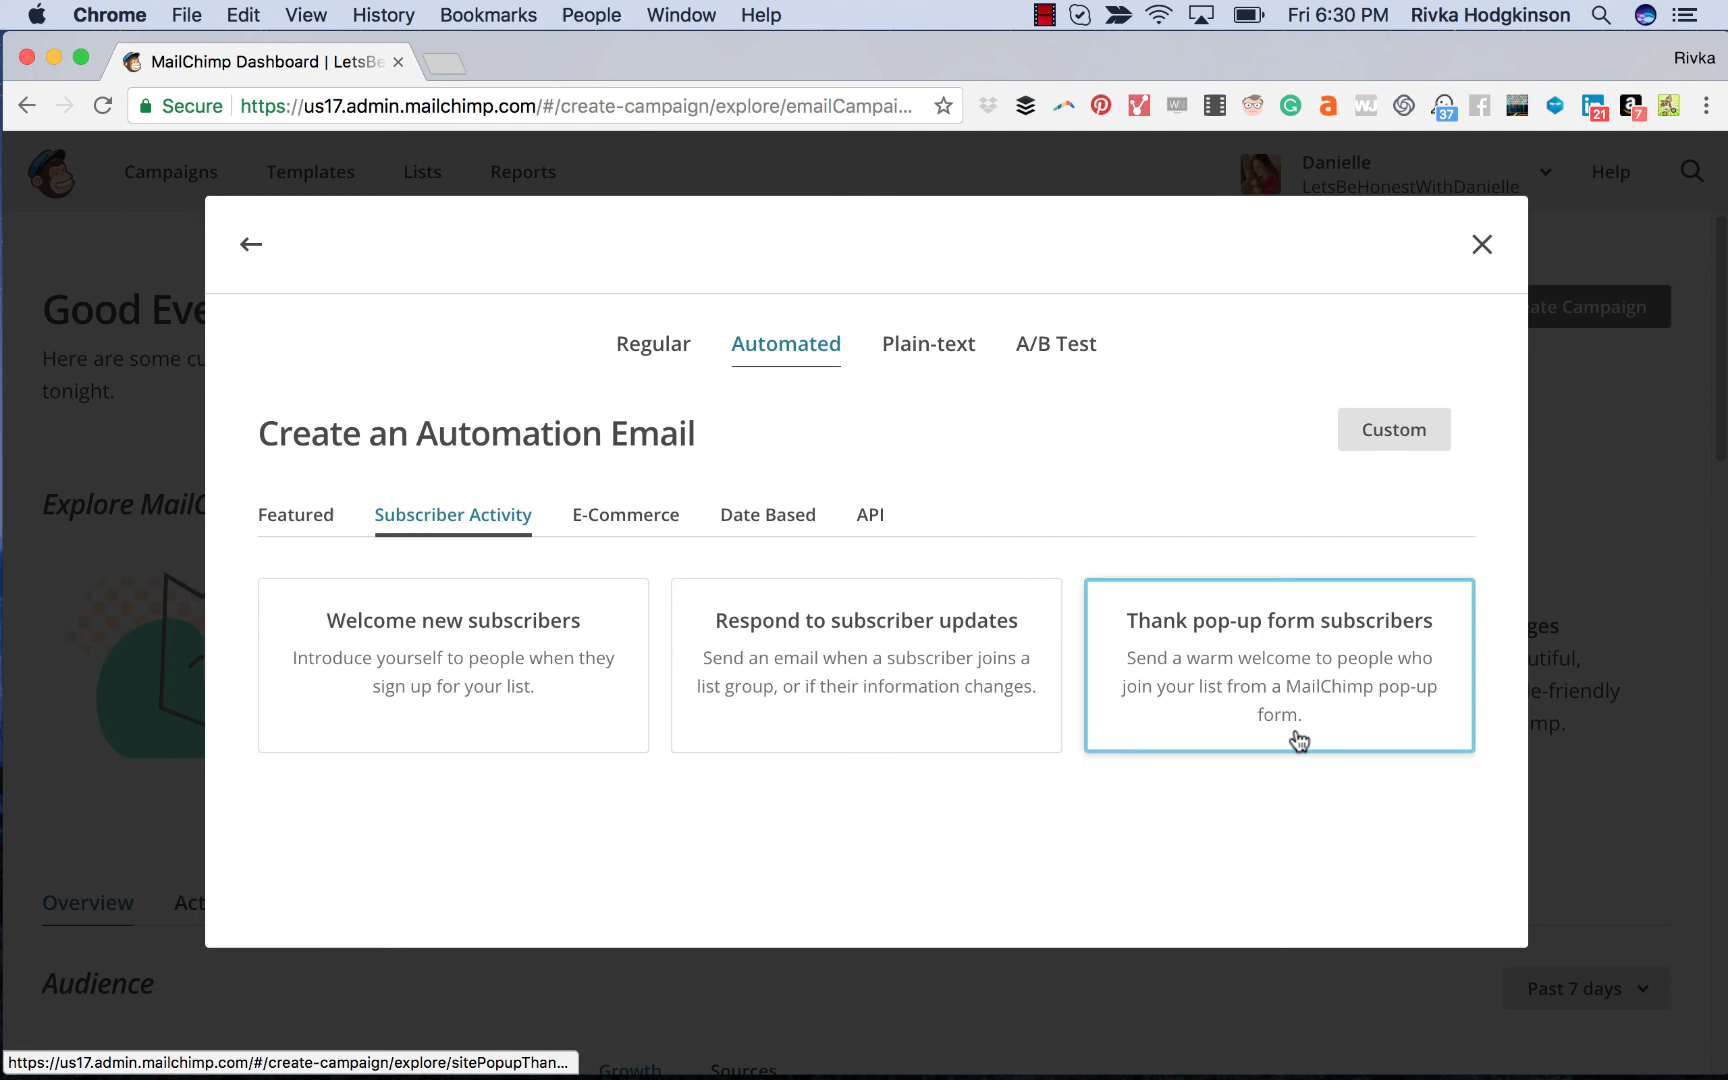 Chrome File Edit View History Bookmarks People Window Help Fri 6:30 PM Rivka Hodgkinson
MailChimp Dashboard | LetsBe Rivka
Secure https://us17.admin.mailchimp.com/#/create-campaign/explore/emailCampai... 37 21 7
Campaigns Templates Lists Reports Danielle Help
LetsBeHonestWithDanielle
Good Eve
ate Campaign
Here are some cu
tonight.
Regular Automated Plain-text A/B Test
Create an Automation Email Custom
Explore MailC
Featured Subscriber Activity E-Commerce Date Based API
Welcome new subscribers
Introduce yourself to people when they
sign up for your list.
Respond to subscriber updates
Send an email when a subscriber joins a
list group, or if their information changes.
Thank pop-up form subscribers
Send a warm welcome to people who
join your list from a MailChimp pop-up
form.
ges
utiful,
e-friendly
mp.
Overview Act
Audience Past 7 days
https://us17.admin.mailchimp.com/#/create-campaign/explore/sitePopupThan...
Growth Sources